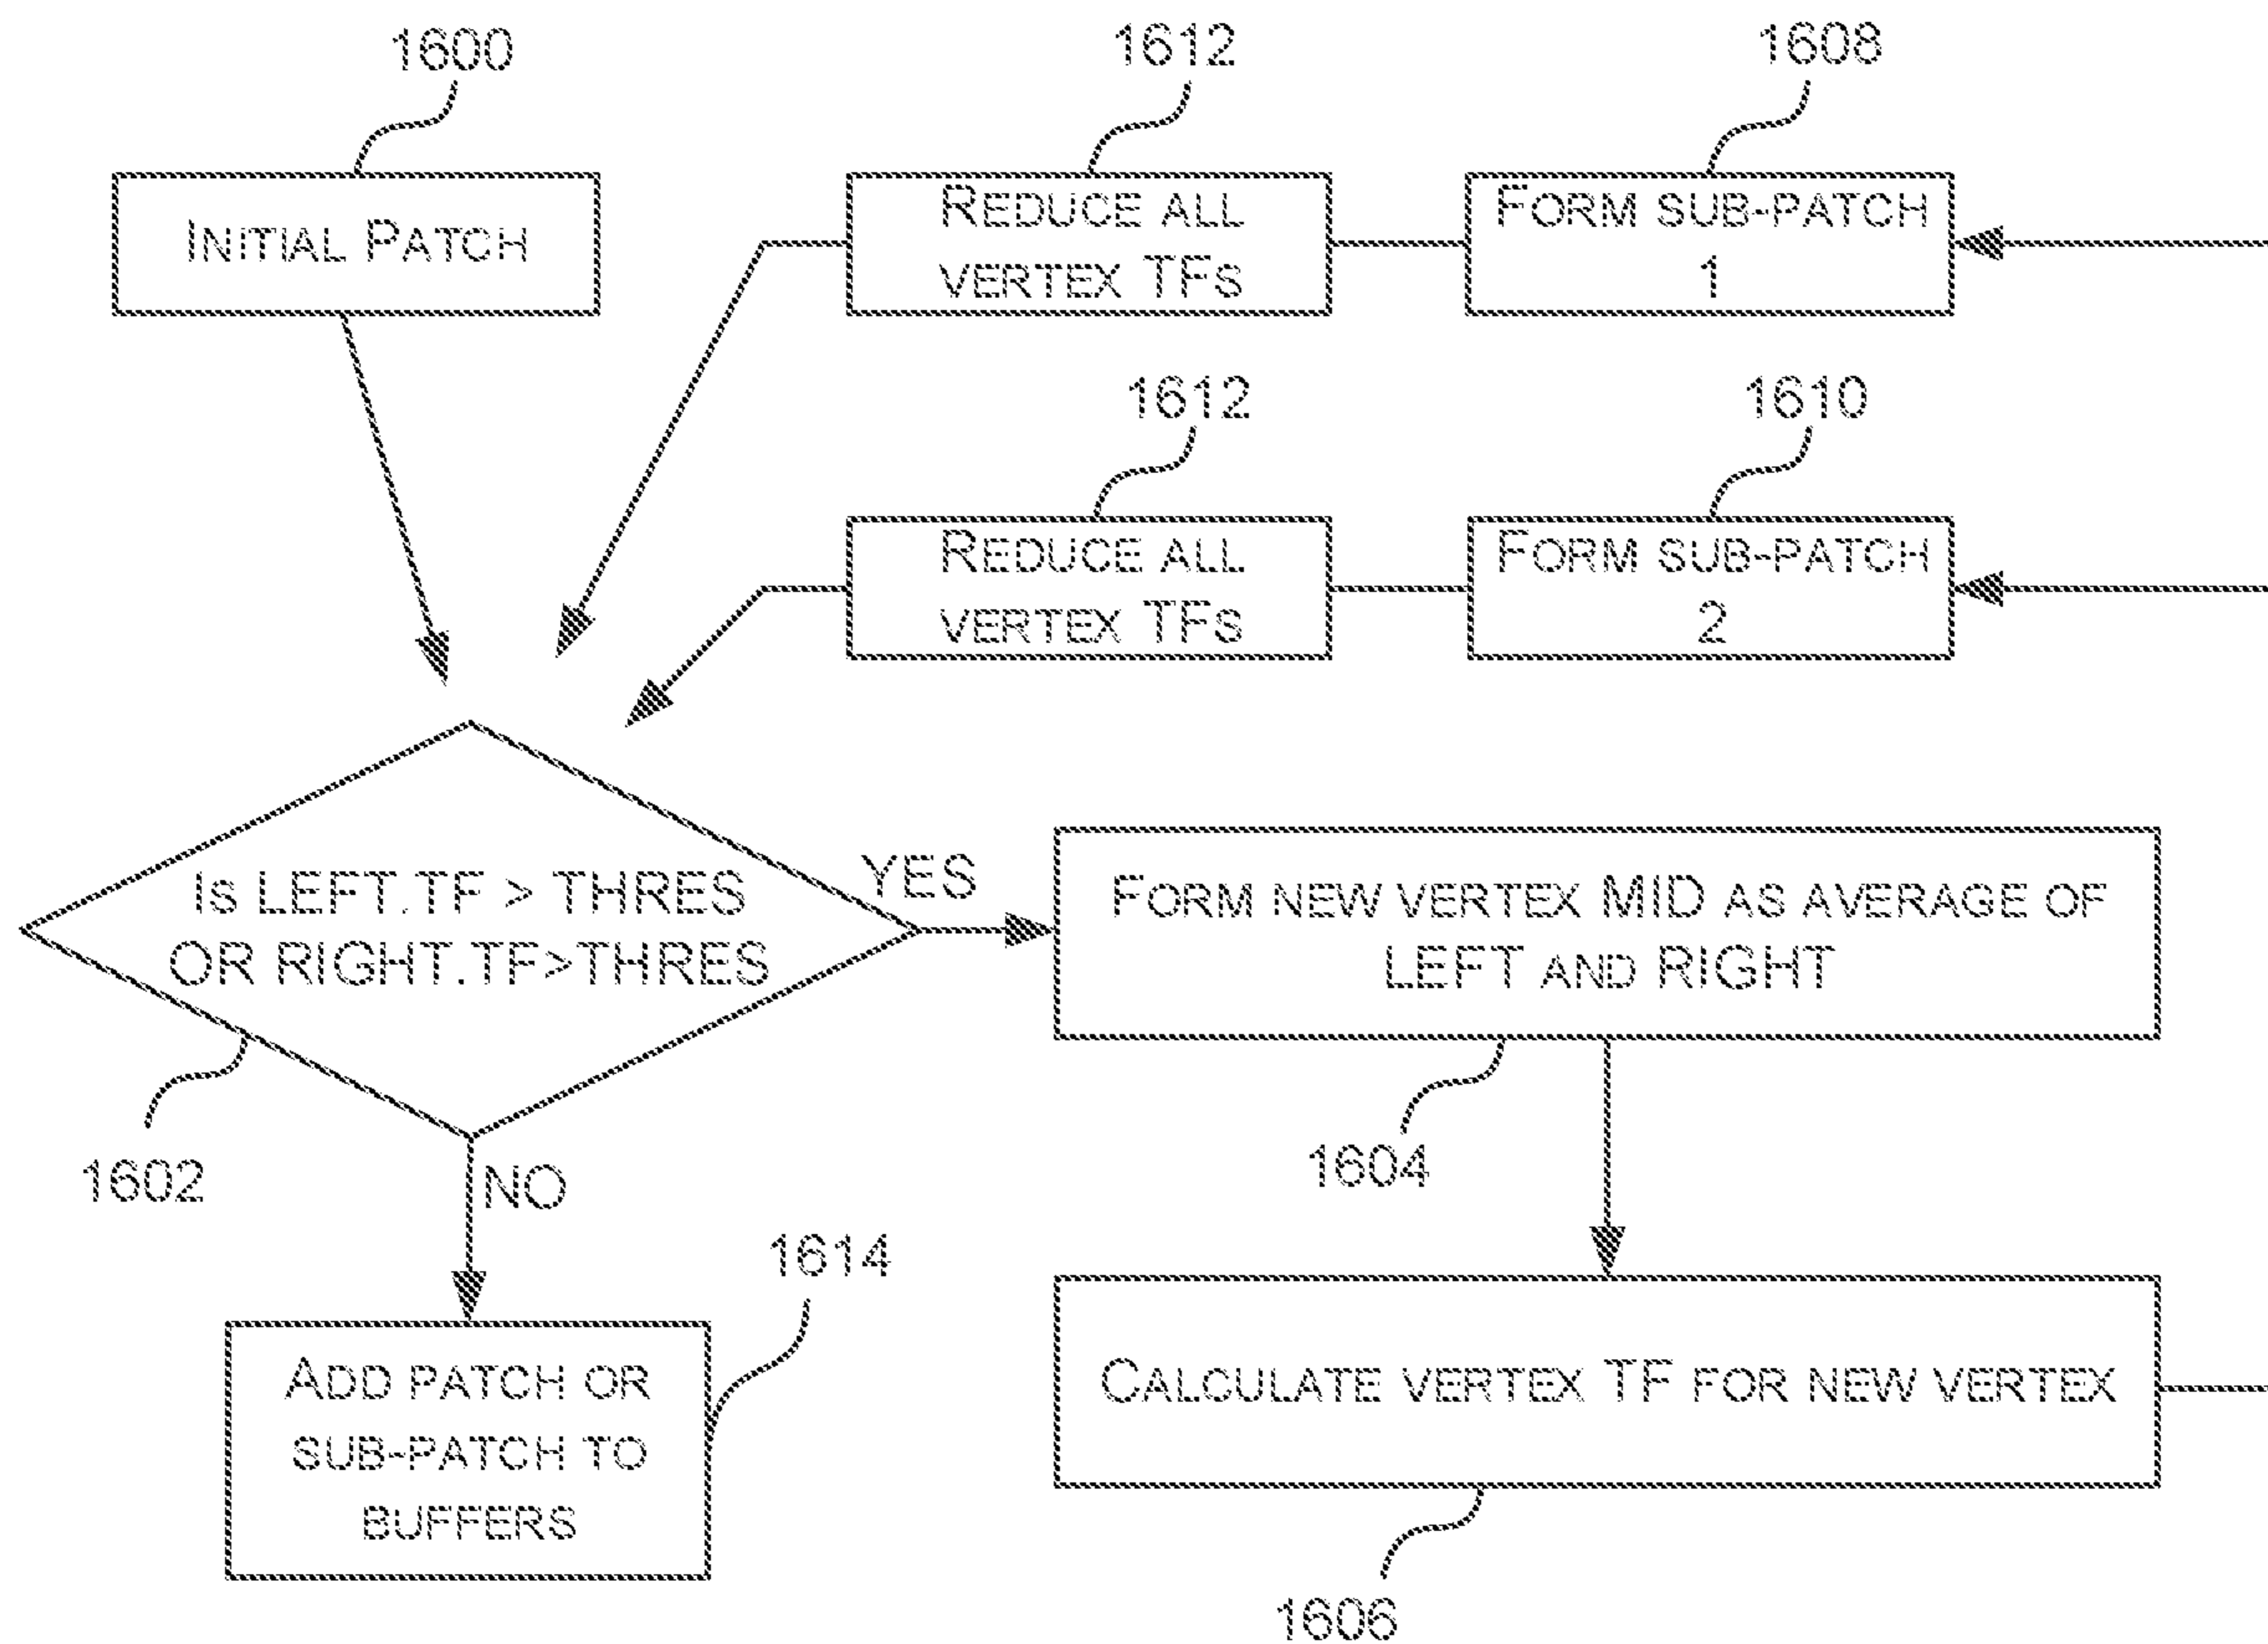 1600
1612
1608
INITIAL PATCH
REDUCE ALL
VERTEX TFS
FORM SUB-PATCH
1
1612
1610
REDUCE ALL
VERTEX TFS
FORM SUB-PATCH
2
IS LEFT.TF > THRES
OR RIGHT.TF>THRES
YES
FORM NEW VERTEX MID AS AVERAGE OF
LEFT AND RIGHT
1602
NO
1604
1614
ADD PATCH OR
SUB-PATCH TO
BUFFERS
CALCULATE VERTEX TF FOR NEW VERTEX
1606